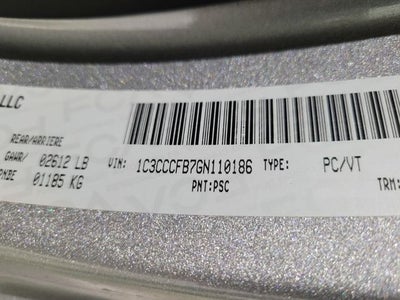 LLC
REAR/ARRIERE
GAWR/ 02612 LB VIN: 1C3CCCFB7GN110186 TYPE: PC/VT
PNBE 01185 KG PNT:PSC TRM: